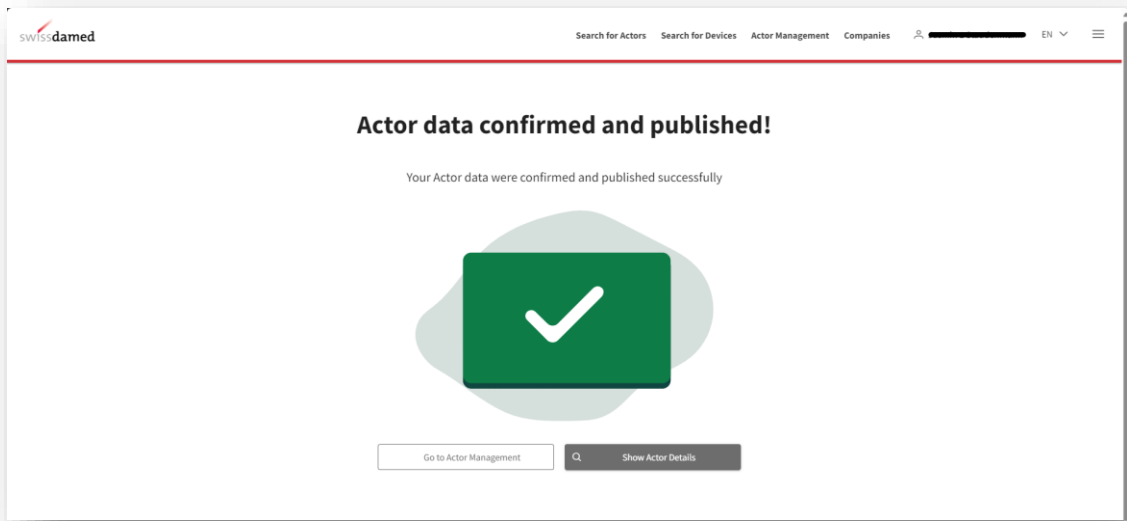 swissdamed
Search for Actors Search for Devices Actor Management Companies EN
Actor data confirmed and published!
Your Actor data were confirmed and published successfully
Go to Actor Management Show Actor Details